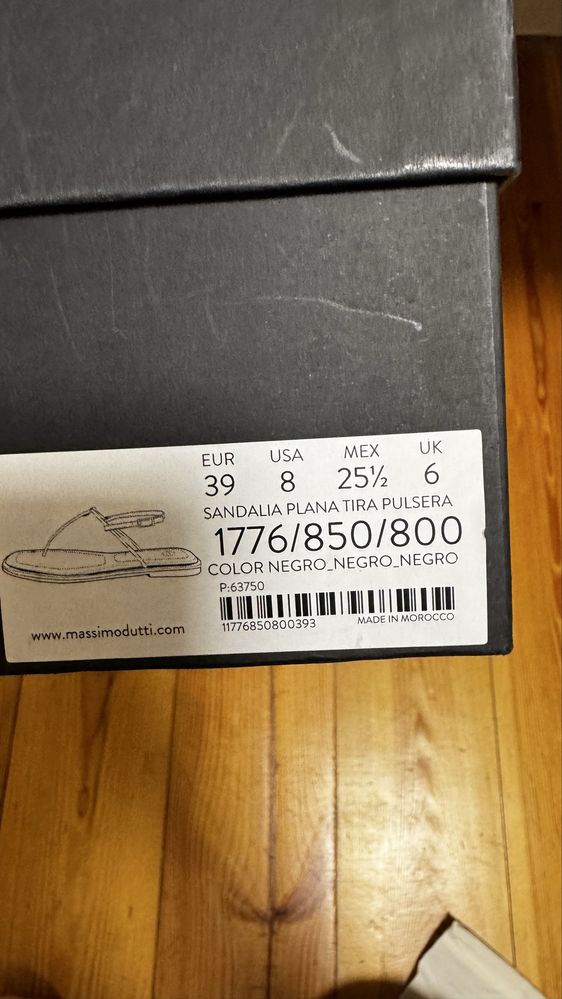 EUR USA MEX UK
39 8 25½ 6
SANDALIA PLANA TIRA PULSERA
1776/850/800
COLOR NEGRO_NEGRO_NEGRO
P:63750
11776850800393 MADE IN MOROCCO
www.massimodutti.com